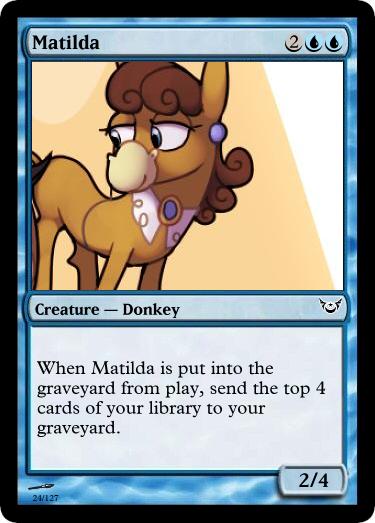 Matilda 2
Creature — Donkey
When Matilda is put into the
graveyard from play, send the top 4
cards of your library to your
graveyard.
2/4
24/127